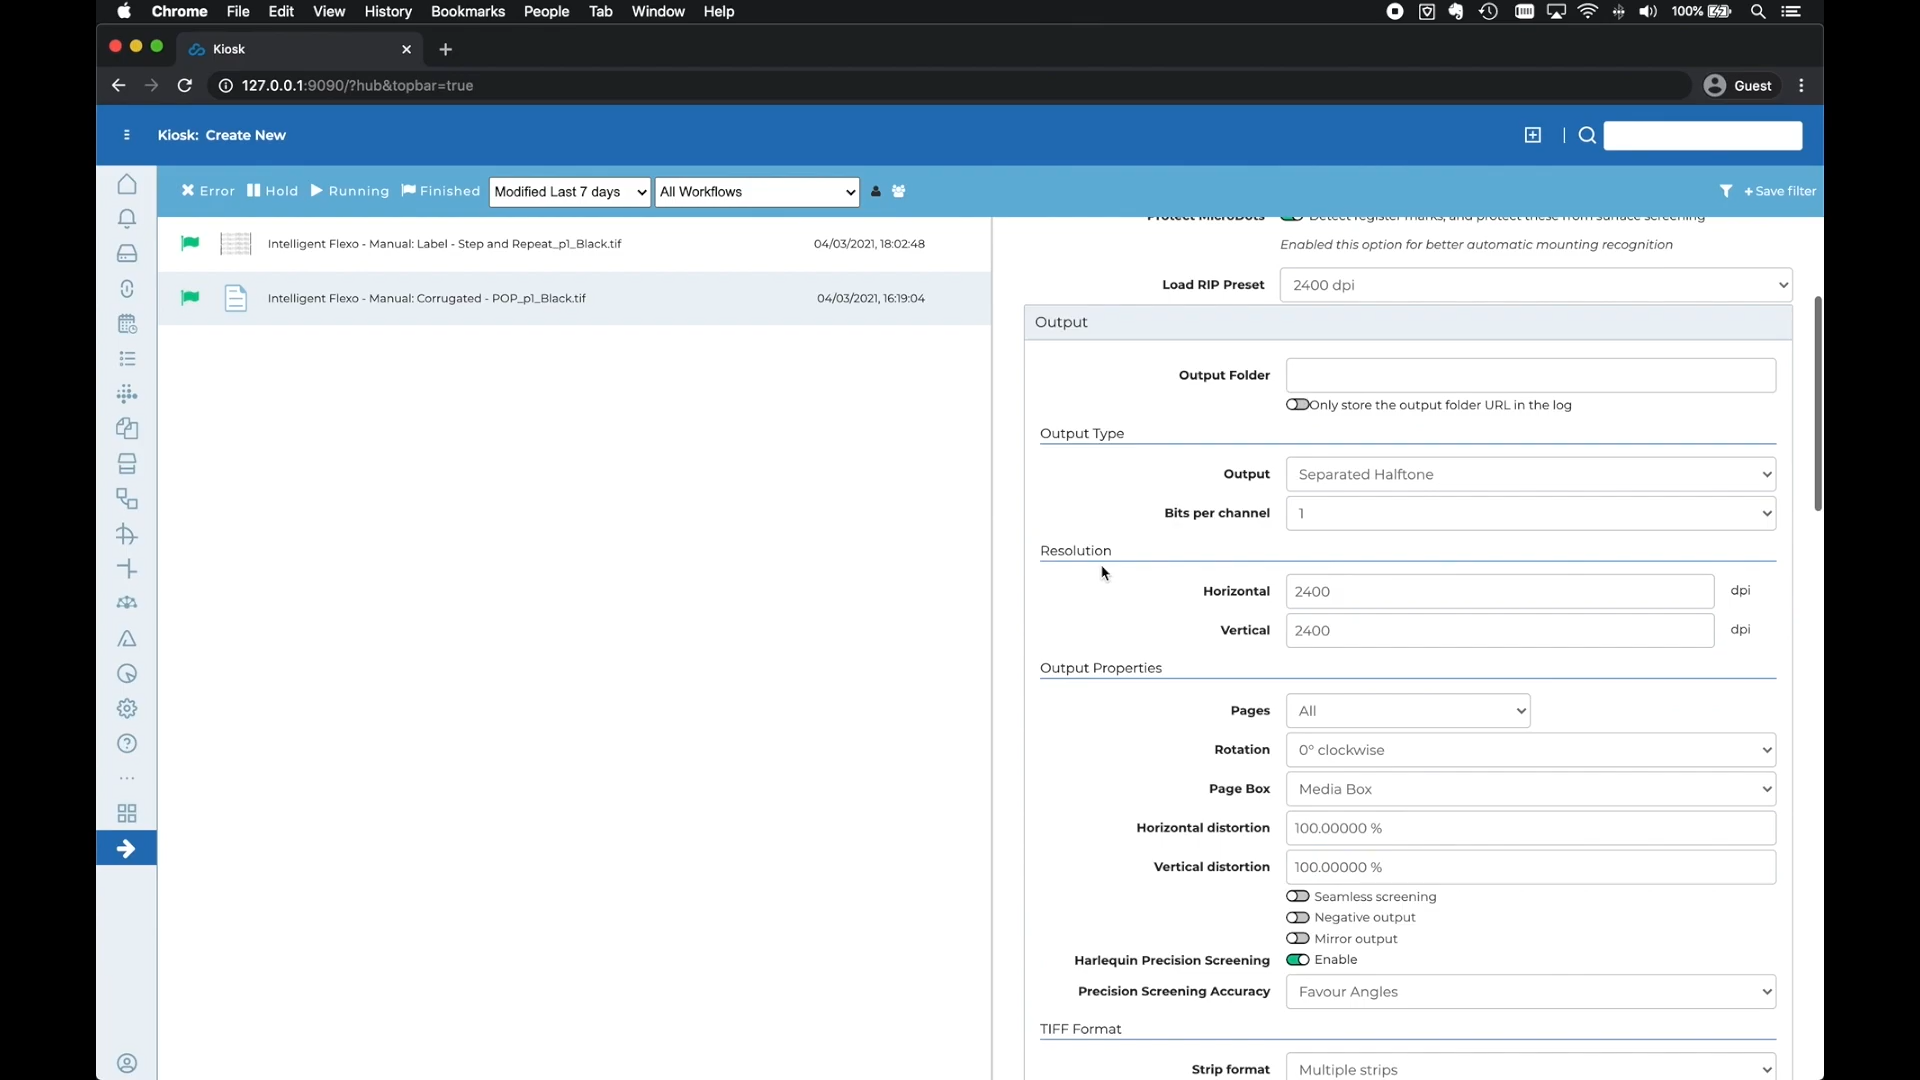 Chrome File Edit View History Bookmarks People Tab Window Help 100%
Kiosk
127.0.0.1:9090/?hub&topbar=true Guest
Kiosk: Create New
Error Hold Running Finished Modified Last 7 days All Workflows + Save filter
Protect MicroDots Detect register marks, and protect these from surface screening
Intelligent Flexo - Manual: Label - Step and Repeat_p1_Black.tif 04/03/2021, 18:02:48
Enabled this option for better automatic mounting recognition
Load RIP Preset 2400 dpi
Intelligent Flexo - Manual: Corrugated - POP_p1_Black.tif 04/03/2021, 16:19:04
Output
Output Folder
Only store the output folder URL in the log
Output Type
Output Separated Halftone
Bits per channel 1
Resolution
Horizontal 2400 dpi
Vertical 2400 dpi
Output Properties
Pages All
Rotation 0° clockwise
Page Box Media Box
Horizontal distortion 100.00000 %
Vertical distortion 100.00000 %
Seamless screening
Negative output
Mirror output
Harlequin Precision Screening Enable
Precision Screening Accuracy Favour Angles
TIFF Format
Strip format Multiple strips